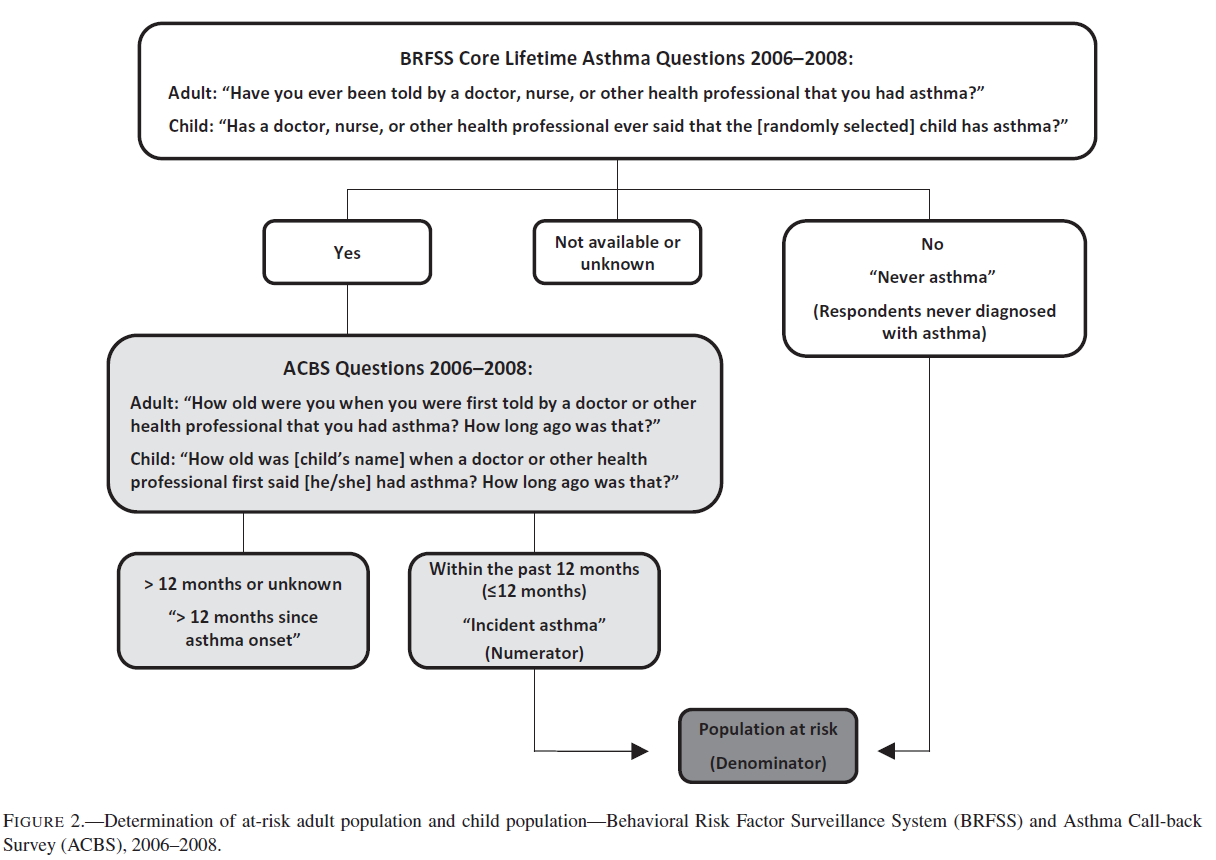 BRFSS Core Lifetime Asthma Questions 2006–2008:
Adult: “Have you ever been told by a doctor, nurse, or other health professional that you had asthma?”
Child: “Has a doctor, nurse, or other health professional ever said that the [randomly selected] child has asthma?”
Yes
Not available or
unknown
No
“Never asthma”
(Respondents never diagnosed
with asthma)
ACBS Questions 2006–2008:
Adult: “How old were you when you were first told by a doctor or other
health professional that you had asthma? How long ago was that?”
Child: “How old was [child’s name] when a doctor or other health
professional first said [he/she] had asthma? How long ago was that?”
> 12 months or unknown
“> 12 months since
asthma onset”
Within the past 12 months
(≤12 months)
“Incident asthma”
(Numerator)
Population at risk
(Denominator)
FIGURE 2.—Determination of at-risk adult population and child population—Behavioral Risk Factor Surveillance System (BRFSS) and Asthma Call-back
Survey (ACBS), 2006–2008.